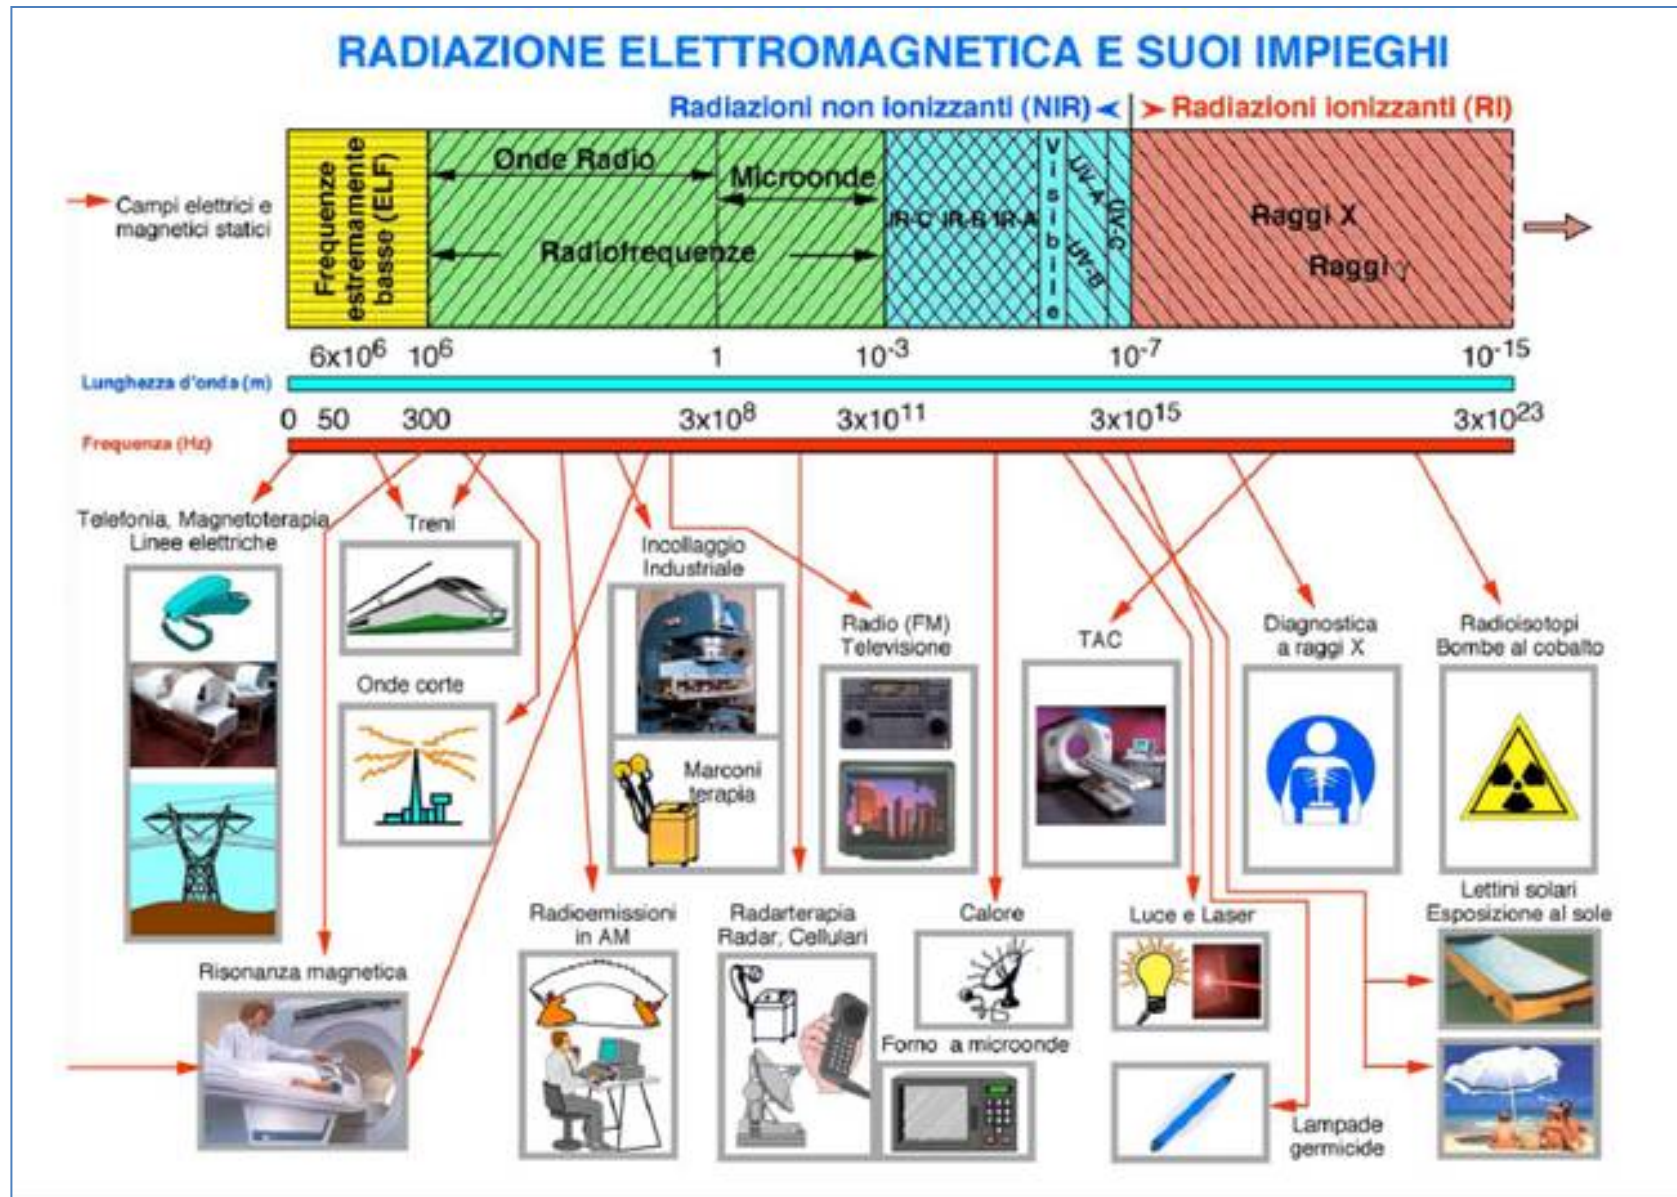 RADIAZIONE ELETTROMAGNETICA E SUOI IMPIEGHI
Radiazioni non ionizzanti (NIR)
Radiazioni ionizzanti (RI)
Campi elettrici e
magnetici statici
Frequenze
estremamente
basse (ELF)
Onde Radio
Microonde
Radiofrequenze
IR-C
IR-B
IR-A
Visibile
UV-A
UV-B
UV-C
Raggi X
Raggi γ
6x10⁶ 10⁶ 1 10⁻³ 10⁻⁷ 10⁻¹⁵
Lunghezza d'onda (m)
0 50 300 3x10⁸ 3x10¹¹ 3x10¹⁵ 3x10²³
Frequenza (Hz)
Telefonia, Magnetoterapia
Linee elettriche
Treni
Onde corte
Incollaggio
Industriale
Marconi
terapia
Radio (FM)
Televisione
TAC
Diagnostica
a raggi X
Radioisotopi
Bombe al cobalto
Risonanza magnetica
Radioemissioni
in AM
Radarterapia
Radar, Cellulari
Calore
Forno a microonde
Luce e Laser
Lampade
germicide
Lettini solari
Esposizione al sole